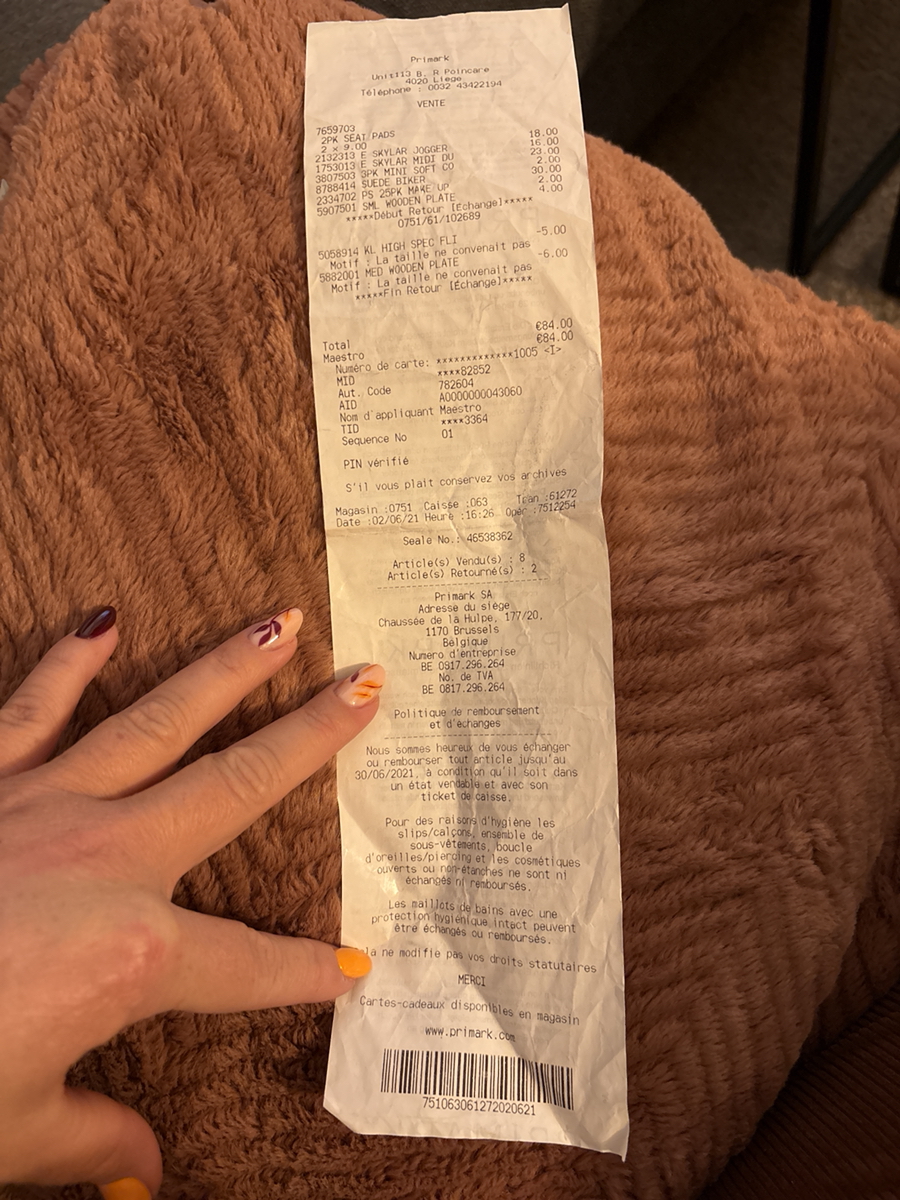 Primark
Unit113 B. R Poincare
4020 Liege
Téléphone : 0032 43422194
VENTE
7659703
2PK SEAT PADS
2 x 9.00 18.00
2132313 E SKYLAR JOGGER 16.00
1753013 E SKYLAR MIDI DU 23.00
3807503 3PK MINI SOFT CO 2.00
8788414 SUEDE BIKER 30.00
2334702 PS 25PK MAKE UP 2.00
5907501 SML WOODEN PLATE 4.00
*****Début Retour [Échange]*****
0751/61/102689
5058914 KL HIGH SPEC FLI -5.00
Motif : La taille ne convenait pas
5882001 MED WOODEN PLATE -6.00
Motif : La taille ne convenait pas
*****Fin Retour [Échange]*****
Total €84.00
Maestro €84.00
Numéro de carte: *************1005 <I>
MID ****82852
Aut. Code 782604
AID A0000000043060
Nom d'appliquant Maestro
TID ****3364
Sequence No 01
PIN vérifié
S'il vous plait conservez vos archives
Magasin :0751 Caisse :063 Tran :61272
Date :02/06/21 Heure :16:26 Opér :7512254
Seale No.: 46538362
Article(s) Vendu(s) : 8
Article(s) Retourné(s) : 2
Primark SA
Adresse du siège
Chaussée de la Hulpe, 177/20,
1170 Brussels
Bélgique
Numero d'entreprise
BE 0817.296.264
No. de TVA
BE 0817.296.264
Politique de remboursement
et d'échanges
Nous sommes heureux de vous échanger
ou rembourser tout article jusqu'au
30/06/2021, à condition qu'il soit dans
un état vendable et avec son
ticket de caisse.
Pour des raisons d'hygiène les
slips/calçons, ensemble de
sous-vêtements, boucle
d'oreilles/piercing et les cosmétiques
ouverts ou non-étanches ne sont ni
échangés ni remboursés.
Les maillots de bains avec une
protection hygiénique intact peuvent
être échangés ou remboursés.
ne modifie pas vos droits statutaires
MERCI
Cartes-cadeaux disponibles en magasin
www.primark.com
751063061272020621